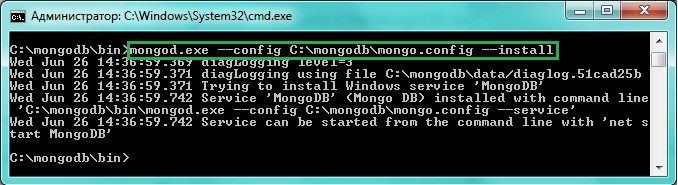 Администратор: C:\Windows\System32\cmd.exe
C:\mongodb\bin>mongod.exe --config C:\mongodb\mongo.config --install
Wed Jun 26 14:36:59.369 diagLogging level=3
Wed Jun 26 14:36:59.371 diagLogging using file C:\mongodb\data/diaglog.51cad25b
Wed Jun 26 14:36:59.371 Trying to install Windows service 'MongoDB'
Wed Jun 26 14:36:59.742 Service 'MongoDB' (Mongo DB) installed with command line
'C:\mongodb\bin\mongod.exe --config C:\mongodb\mongo.config --service'
Wed Jun 26 14:36:59.742 Service can be started from the command line with 'net s
tart MongoDB'
C:\mongodb\bin>